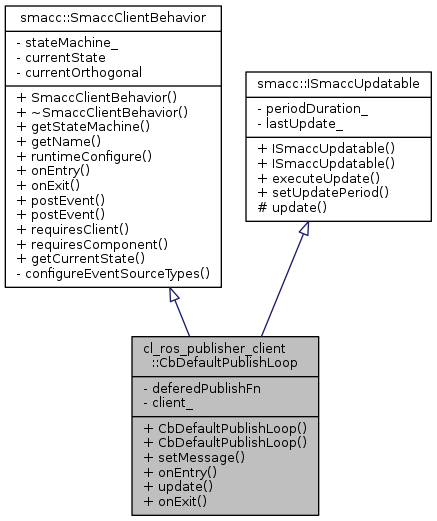 smacc::SmaccClientBehavior
- stateMachine_
- currentState
- currentOrthogonal
+ SmaccClientBehavior()
+ ~SmaccClientBehavior()
+ getStateMachine()
+ getName()
+ runtimeConfigure()
+ onEntry()
+ onExit()
+ postEvent()
+ postEvent()
+ requiresClient()
+ requiresComponent()
+ getCurrentState()
- configureEventSourceTypes()
smacc::ISmaccUpdatable
- periodDuration_
- lastUpdate_
+ ISmaccUpdatable()
+ ISmaccUpdatable()
+ executeUpdate()
+ setUpdatePeriod()
# update()
cl_ros_publisher_client
::CbDefaultPublishLoop
- deferedPublishFn
- client_
+ CbDefaultPublishLoop()
+ CbDefaultPublishLoop()
+ setMessage()
+ onEntry()
+ update()
+ onExit()